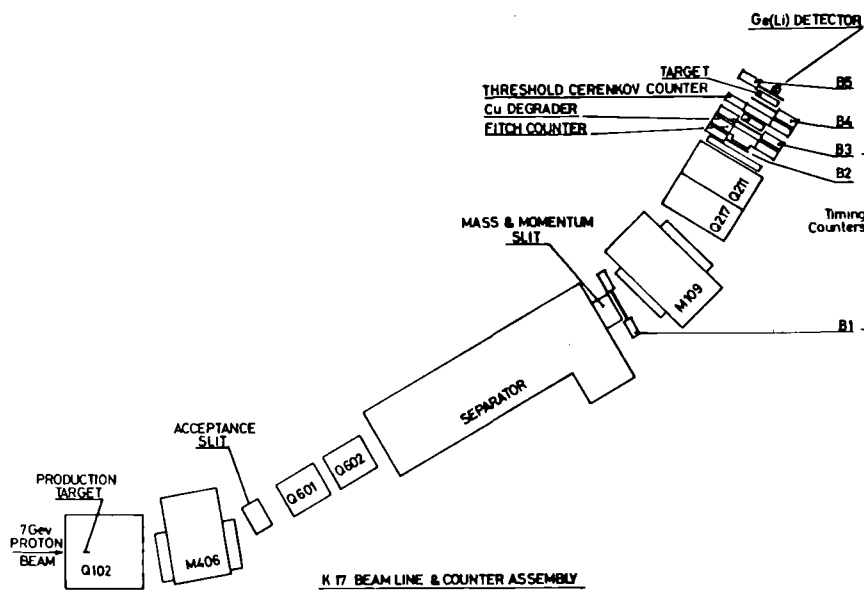 Ge(Li) DETECTOR
TARGET
B5
THRESHOLD CERENKOV COUNTER
Cu DEGRADER
B4
FITCH COUNTER
B3
B2
Q211
Q217
Timing
Counters
MASS & MOMENTUM
SLIT
M109
B1
SEPARATOR
ACCEPTANCE
SLIT
Q602
Q601
PRODUCTION
TARGET
7Gev
PROTON
BEAM
Q102
M406
K 17 BEAM LINE & COUNTER ASSEMBLY